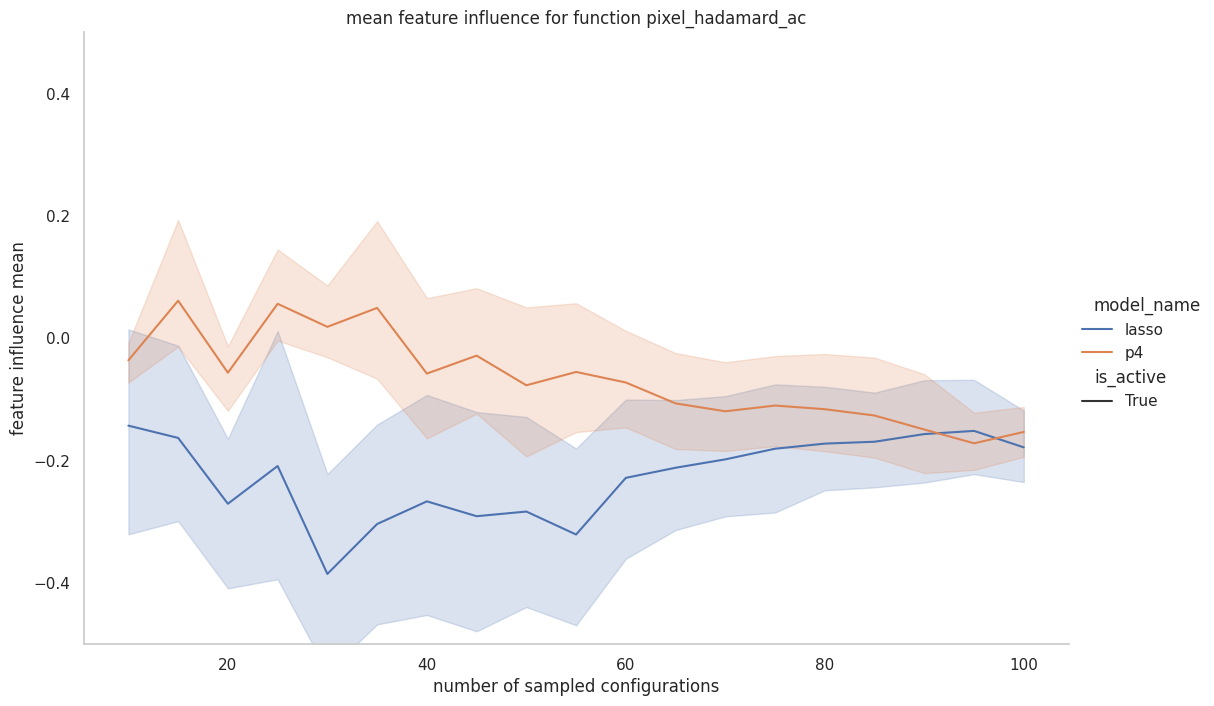 mean feature influence for function pixel_hadamard_ac
feature influence mean
0.4
0.2
0.0
−0.2
−0.4
20
40
60
80
100
number of sampled configurations
model_name
lasso
p4
is_active
True